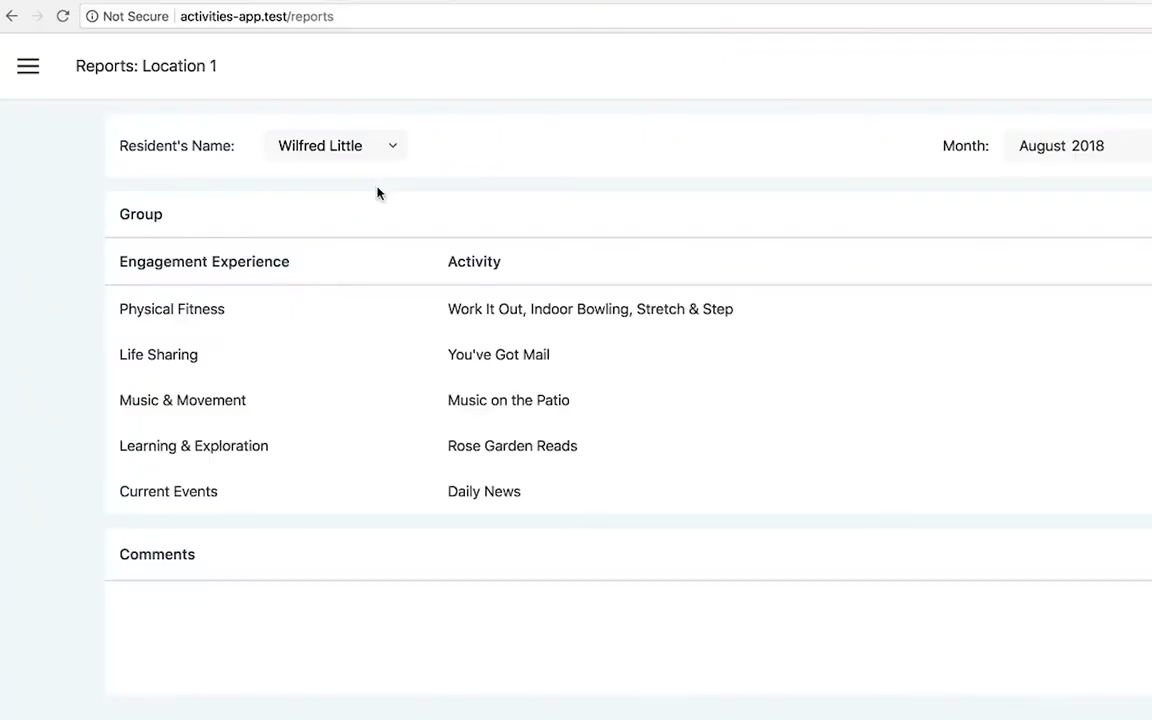 Not Secure activities-app.test/reports
Reports: Location 1
Resident's Name: Wilfred Little Month: August 2018
Group
Engagement Experience Activity
Physical Fitness Work It Out, Indoor Bowling, Stretch & Step
Life Sharing You've Got Mail
Music & Movement Music on the Patio
Learning & Exploration Rose Garden Reads
Current Events Daily News
Comments